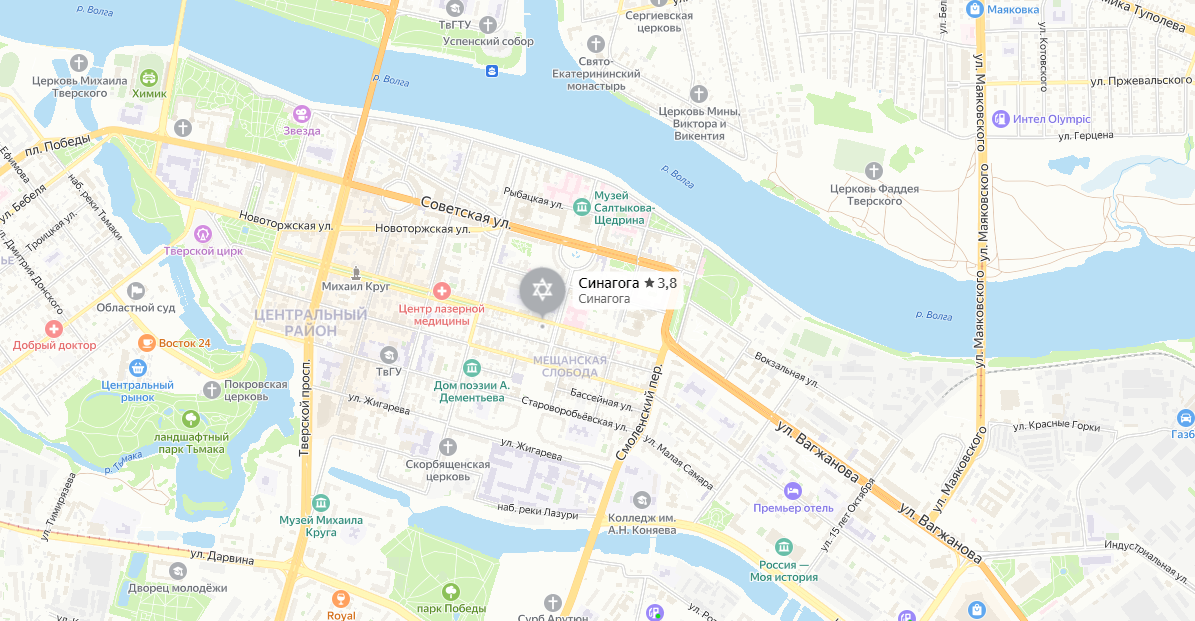 р. Волга
ТвГТУ
Успенский собор
Сергиевская
церковь
ул. Бел
Маяковка
мика Туполева
ул. Котовского
Церковь Михаила
Тверского
Химик
р. Волга
Свято-
Екатерининский
монастырь
ул. Пржевальского
Звезда
Церковь Мины,
Виктора и
Викентия
ул. Маяковского
Интел Olympic
ул. Герцена
пл. Победы
Ефимова
ул. Бебеля
наб. реки Тьмаки
р. Волга
Рыбацкая ул.
Музей
Салтыкова-
Щедрина
Церковь Фаддея
Тверского
ул. Маяковского
Советская ул.
Новоторжская ул.
Новоторжская ул.
Троицкая ул.
Тверской цирк
ЬЕ
ул. Дмитрия Донского
Михаил Круг
Синагога ★ 3,8
Синагога
Областной суд
ЦЕНТРАЛЬНЫЙ
РАЙОН
Центр лазерной
медицины
р. Волга
ул. Маяковского
Добрый доктор
Восток 24
ТвГУ
МЕЩАНСКАЯ
СЛОБОДА
Вокзальная ул.
Центральный
рынок
Покровская
церковь
Дом поэзии А.
Дементьева
Бассейная ул.
Тверской просп.
ул. Жигарева
Староворобьёвская ул.
Смоленский пер.
ул. Вагжанова
ул. Красные Горки
Газб
ландшафтный
парк Тьмака
р. Тьмака
ул. Жигарева
ул. Малая Самара
Скорбященская
церковь
ул. Маяковского
ул. Тимирязева
Музей Михаила
Круга
наб. реки Лазури
Колледж им.
А.Н. Коняева
Премьер отель
ул. 15 лет Октября
ул. Вагжанова
ул. Дарвина
Индустриальная ул.
Россия —
Моя история
Дворец молодёжи
парк Победы
Royal
Сурб Арутюн
ул. Ро